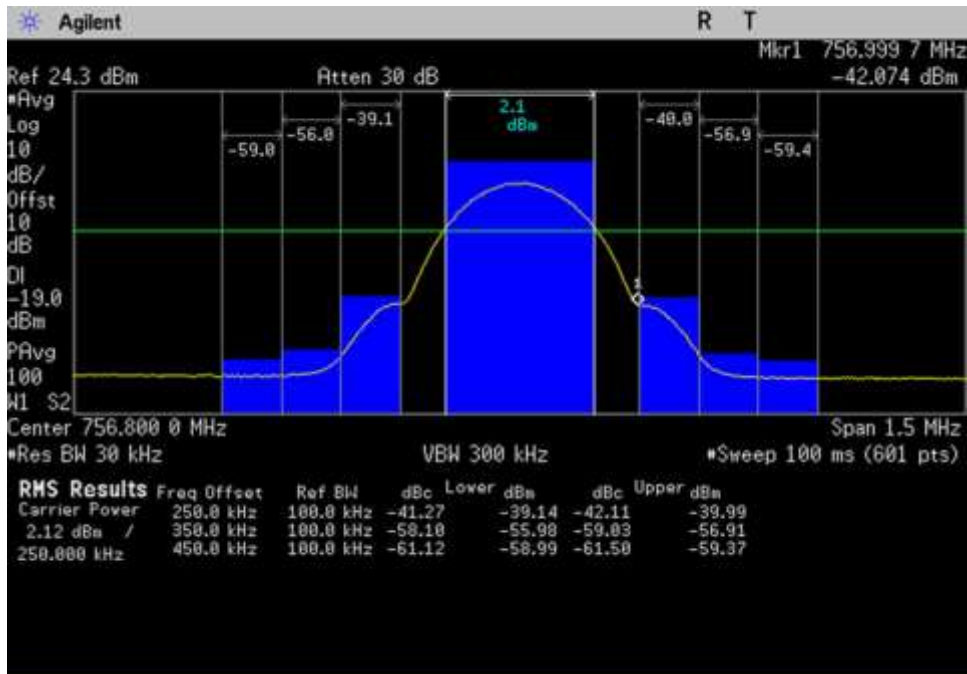 Agilent R T
Mkr1 756.999 7 MHz
Ref 24.3 dBm Atten 30 dB -42.074 dBm
#Avg
Log
10
dB/
Offst
10
dB
DI
-19.0
dBm
PAvg
100
W1 S2
2.1
dBm
-59.0 -56.0 -39.1 -40.0 -56.9 -59.4
1
Center 756.800 0 MHz Span 1.5 MHz
#Res BW 30 kHz VBW 300 kHz #Sweep 100 ms (601 pts)
RMS Results Freq Offset Ref BW dBc Lower dBm dBc Upper dBm
Carrier Power 250.0 kHz 100.0 kHz -41.27 -39.14 -42.11 -39.99
2.12 dBm / 350.0 kHz 100.0 kHz -58.10 -55.98 -59.03 -56.91
250.000 kHz 450.0 kHz 100.0 kHz -61.12 -58.99 -61.50 -59.37